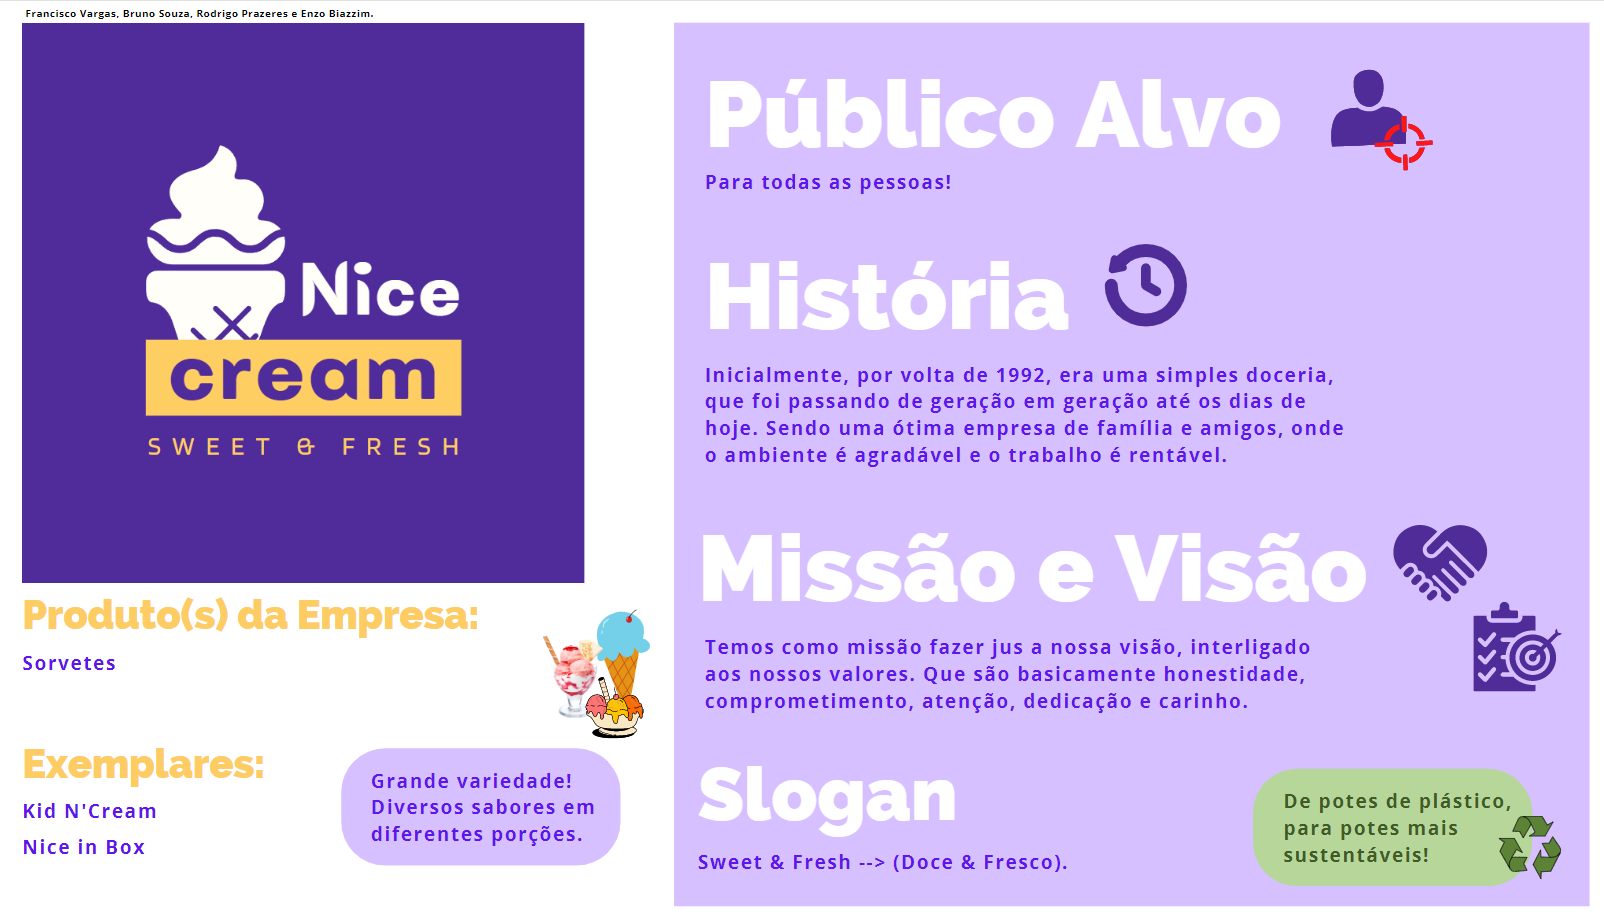 Francisco Vargas, Bruno Souza, Rodrigo Prazeres e Enzo Biazzim.
Nice
cream
SWEET & FRESH
Produto(s) da Empresa:
Sorvetes
Exemplares:
Kid N'Cream
Nice in Box
Grande variedade!
Diversos sabores em
diferentes porções.
Público Alvo
Para todas as pessoas!
História
Inicialmente, por volta de 1992, era uma simples doceria,
que foi passando de geração em geração até os dias de
hoje. Sendo uma ótima empresa de família e amigos, onde
o ambiente é agradável e o trabalho é rentável.
Missão e Visão
Temos como missão fazer jus a nossa visão, interligado
aos nossos valores. Que são basicamente honestidade,
comprometimento, atenção, dedicação e carinho.
Slogan
Sweet & Fresh --> (Doce & Fresco).
De potes de plástico,
para potes mais
sustentáveis!